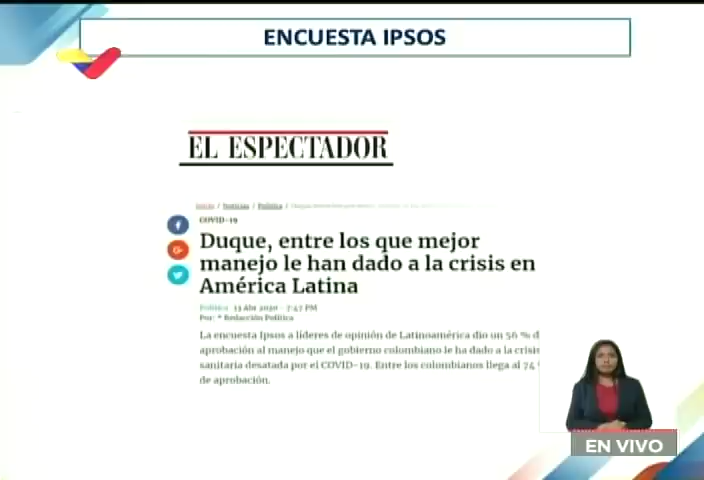 ENCUESTA IPSOS
EL ESPECTADOR
Inicio / Noticias / Política /
COVID-19
Duque, entre los que mejor
manejo le han dado a la crisis en
América Latina
Política 13 Abr 2020 - 7:47 PM
Por: * Redacción Política
La encuesta Ipsos a líderes de opinión de Latinoamérica dio un 56 % d
aprobación al manejo que el gobierno colombiano le ha dado a la crisis
sanitaria desatada por el COVID-19. Entre los colombianos llega al 74
de aprobación.
EN VIVO